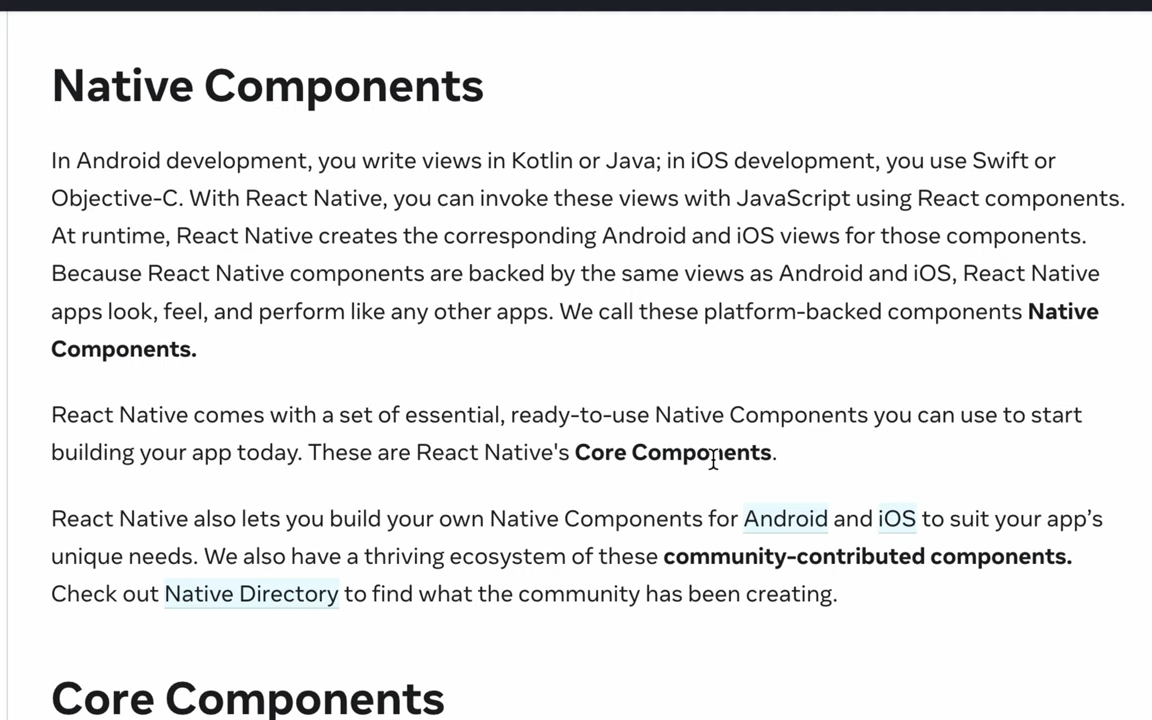 Native Components
In Android development, you write views in Kotlin or Java; in iOS development, you use Swift or
Objective-C. With React Native, you can invoke these views with JavaScript using React components.
At runtime, React Native creates the corresponding Android and iOS views for those components.
Because React Native components are backed by the same views as Android and iOS, React Native
apps look, feel, and perform like any other apps. We call these platform-backed components Native
Components.
React Native comes with a set of essential, ready-to-use Native Components you can use to start
building your app today. These are React Native's Core Components.
React Native also lets you build your own Native Components for Android and iOS to suit your app’s
unique needs. We also have a thriving ecosystem of these community-contributed components.
Check out Native Directory to find what the community has been creating.
Core Components